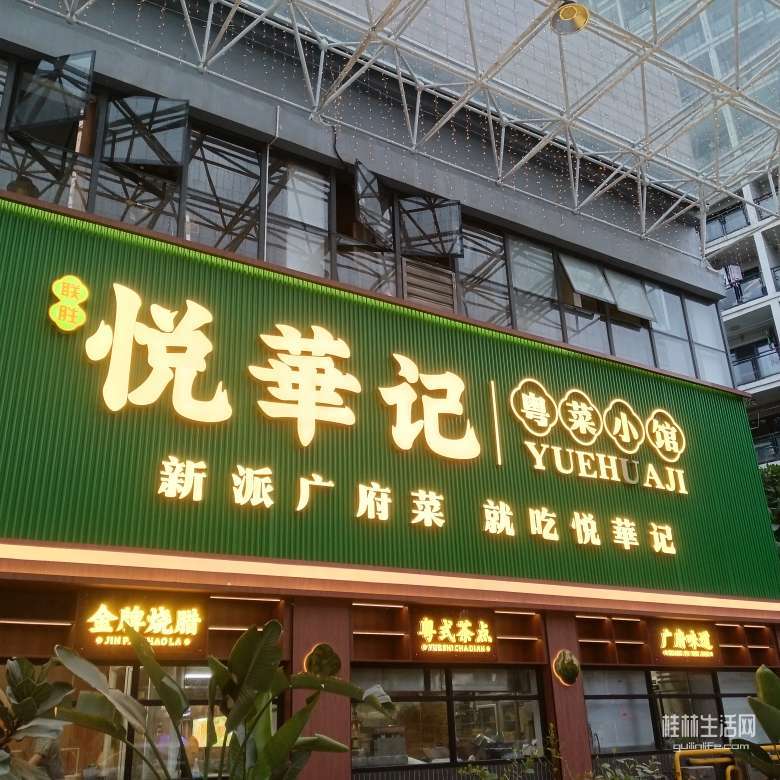 联胜
悦華记
粤菜小馆
YUEHUAJI
新派广府菜 就吃悦華记
金牌烧腊
粤式茶点
YUESHI CHADIAN
广府味道
桂林生活网
guilinlife.com